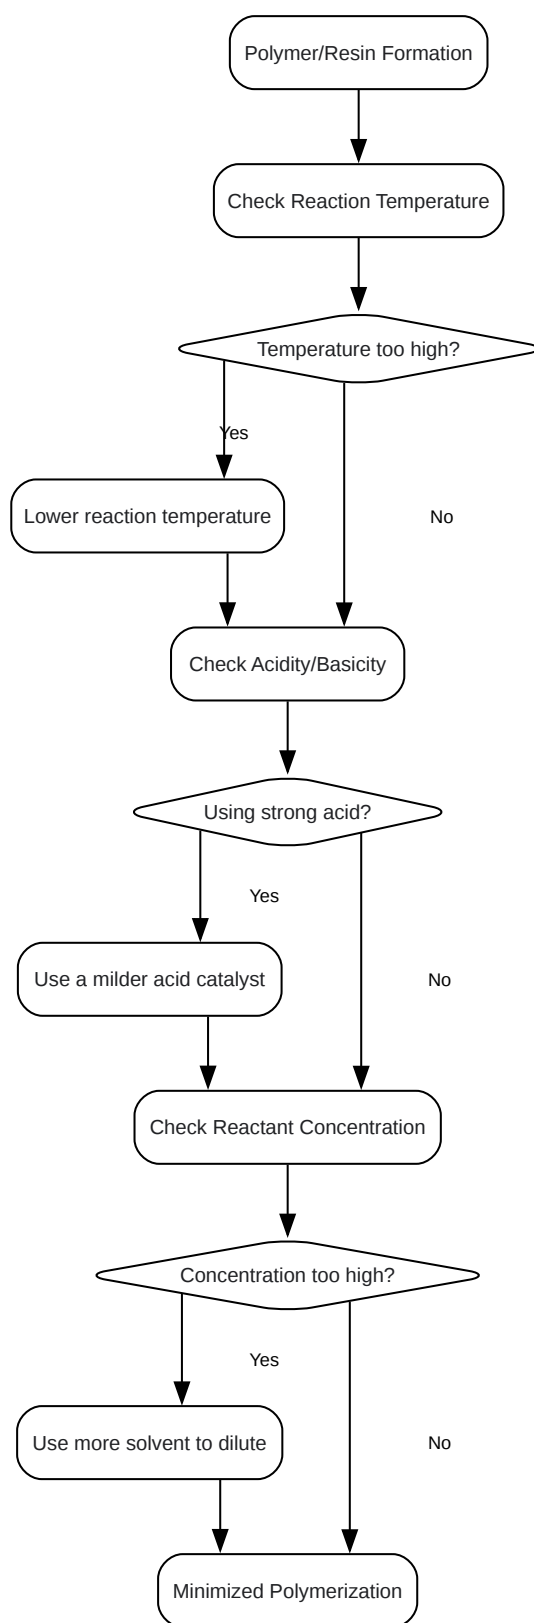 Polymer/Resin Formation
Check Reaction Temperature
Temperature too high?
Yes
Lower reaction temperature
No
Check Acidity/Basicity
Using strong acid?
Yes
Use a milder acid catalyst
No
Check Reactant Concentration
Concentration too high?
Yes
Use more solvent to dilute
No
Minimized Polymerization